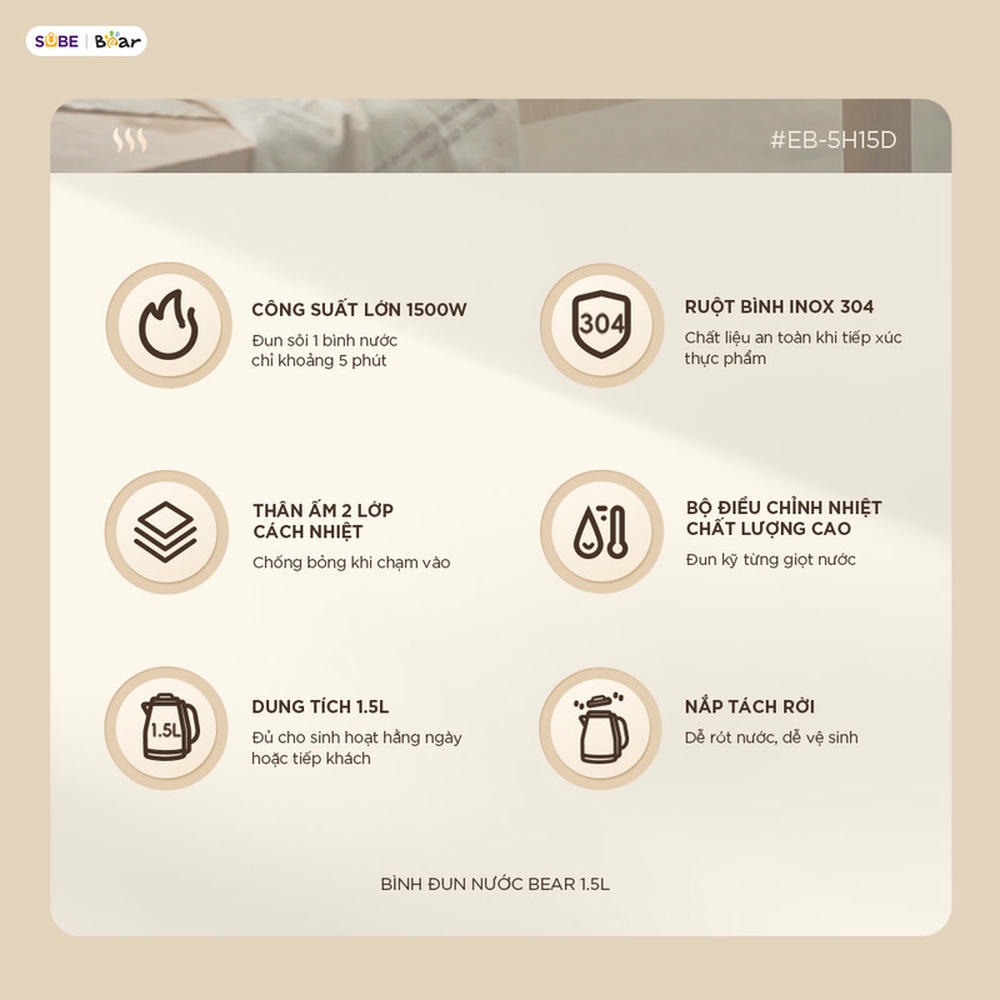 SUBE | Bear
#EB-5H15D
CÔNG SUẤT LỚN 1500W
Đun sôi 1 bình nước
chỉ khoảng 5 phút
304
RUỘT BÌNH INOX 304
Chất liệu an toàn khi tiếp xúc
thực phẩm
THÂN ẤM 2 LỚP
CÁCH NHIỆT
Chống bỏng khi chạm vào
BỘ ĐIỀU CHỈNH NHIỆT
CHẤT LƯỢNG CAO
Đun kỹ từng giọt nước
1.5L
DUNG TÍCH 1.5L
Đủ cho sinh hoạt hằng ngày
hoặc tiếp khách
NẮP TÁCH RỜI
Dễ rót nước, dễ vệ sinh
BÌNH ĐUN NƯỚC BEAR 1.5L